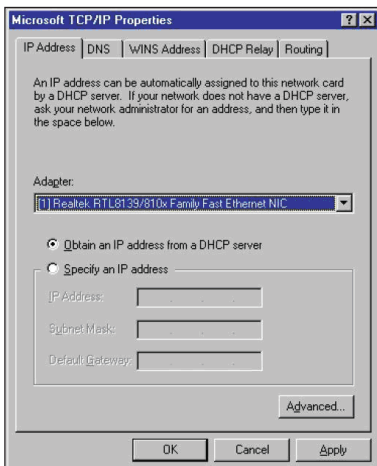 Microsoft TCP/IP Properties
IP Address DNS WINS Address DHCP Relay Routing
An IP address can be automatically assigned to this network card
by a DHCP server. If your network does not have a DHCP server,
ask your network administrator for an address, and then type it in
the space below.
Adapter:
[1] Realtek RTL8139/810x Family Fast Ethernet NIC
Obtain an IP address from a DHCP server
Specify an IP address
IP Address:
Subnet Mask:
Default Gateway:
Advanced...
OK Cancel Apply